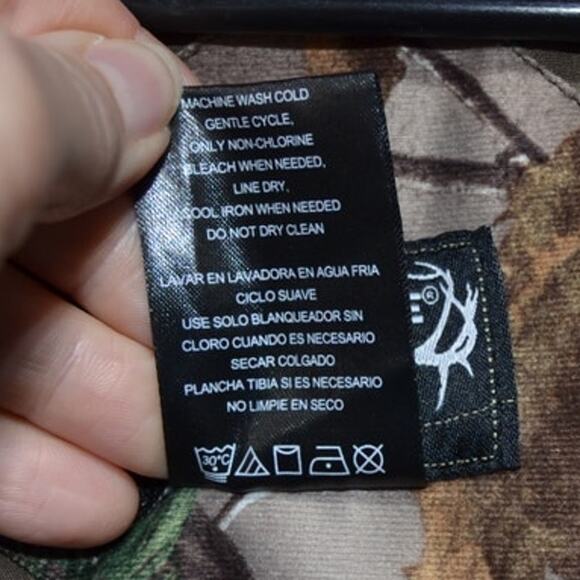 MACHINE WASH COLD
GENTLE CYCLE,
ONLY NON-CHLORINE
BLEACH WHEN NEEDED,
LINE DRY,
COOL IRON WHEN NEEDED
DO NOT DRY CLEAN
LAVAR EN LAVADORA EN AGUA FRIA
CICLO SUAVE
USE SOLO BLANQUEADOR SIN
CLORO CUANDO ES NECESARIO
SECAR COLGADO
PLANCHA TIBIA SI ES NECESARIO
NO LIMPIE EN SECO
30°C